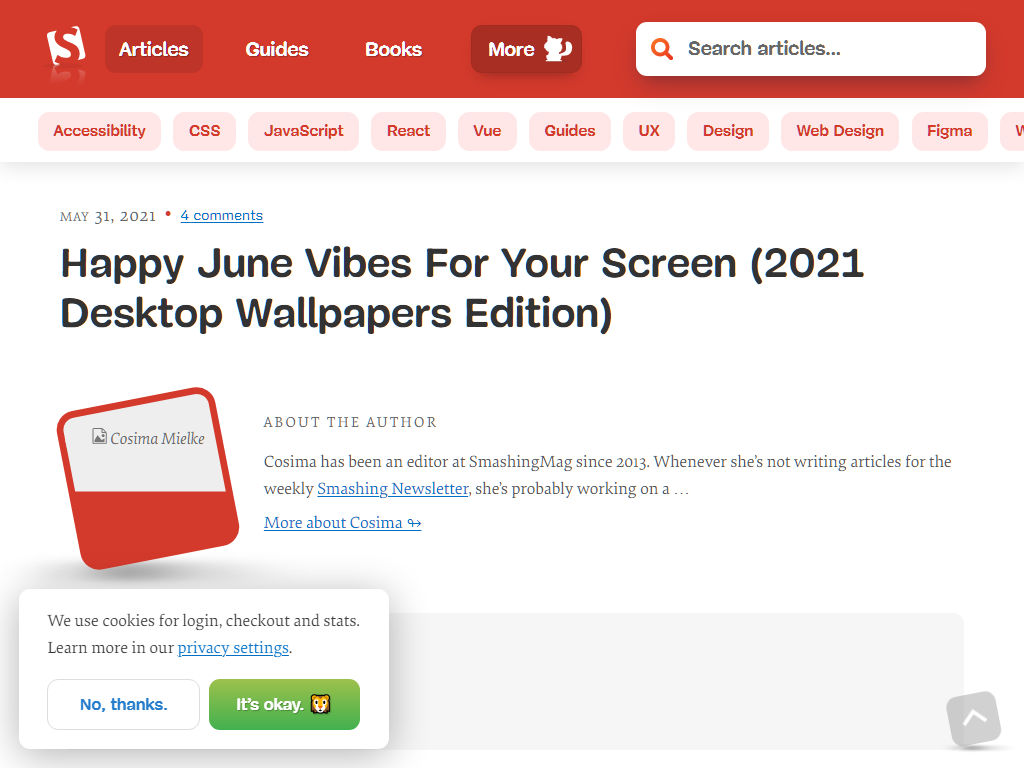 Articles
Guides
Books
More
Search articles...
Accessibility
CSS
JavaScript
React
Vue
Guides
UX
Design
Web Design
Figma
MAY 31, 2021 • 4 comments
Happy June Vibes For Your Screen (2021
Desktop Wallpapers Edition)
Cosima Mielke
ABOUT THE AUTHOR
Cosima has been an editor at SmashingMag since 2013. Whenever she’s not writing articles for the
weekly Smashing Newsletter, she’s probably working on a …
More about Cosima ↬
We use cookies for login, checkout and stats.
Learn more in our privacy settings.
No, thanks.
It’s okay. 🐯